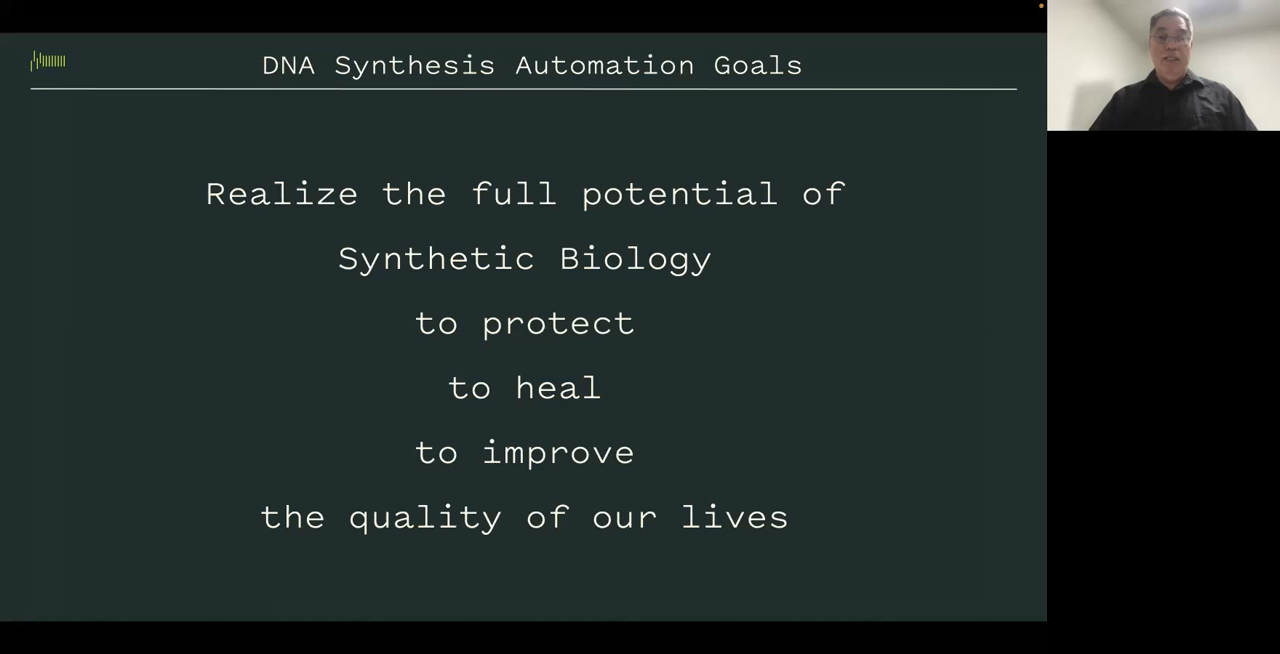 DNA Synthesis Automation Goals
Realize the full potential of
Synthetic Biology
to protect
to heal
to improve
the quality of our lives